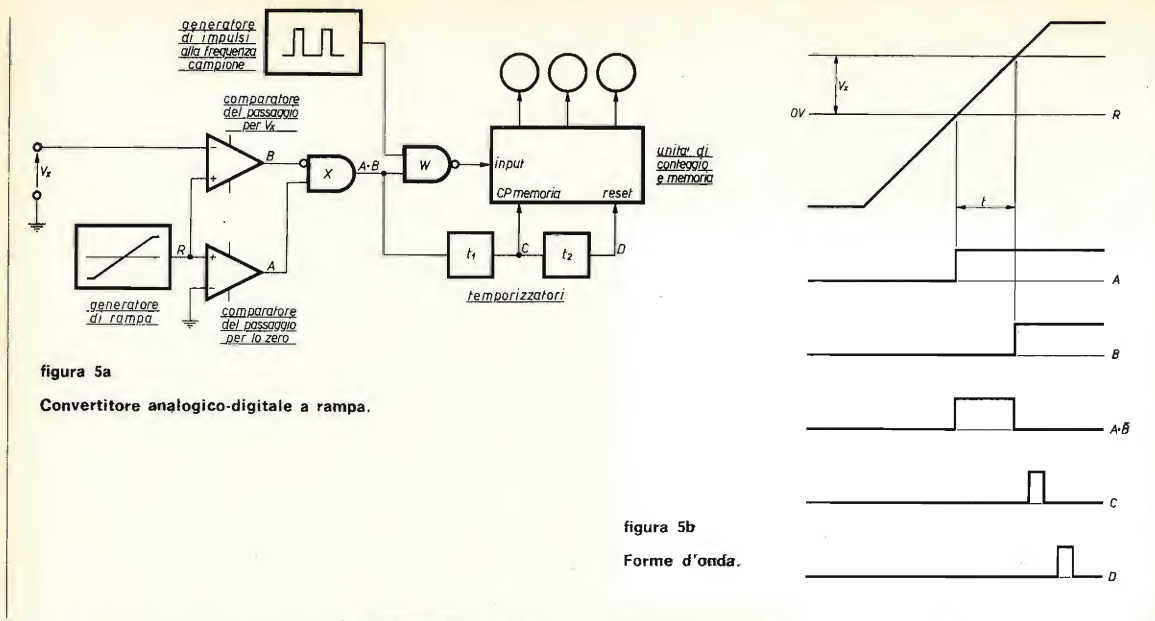 generatore
di impulsi
alla frequenza
campione
comparatore
del passaggio
per Vx
Vx
B
A
R
X
A·B
W
input
CP memoria
reset
unita' di
conteggio
e memoria
t1
C
t2
D
temporizzatori
generatore
di rampa
comparatore
del passaggio
per lo zero
figura 5a
Convertitore analogico-digitale a rampa.
Vx
0V
R
t
A
B
A·B̄
C
D
figura 5b
Forme d'onda.